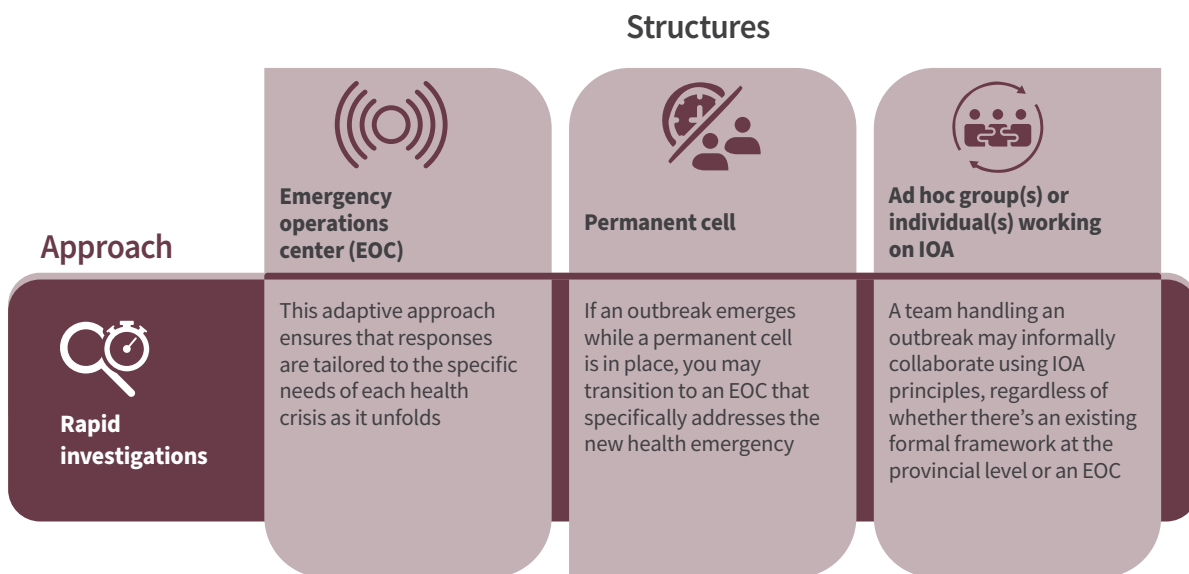 Structures
Emergency
operations
center (EOC)
Permanent cell
Ad hoc group(s) or
individual(s) working
on IOA
Approach
Rapid
investigations
This adaptive approach
ensures that responses
are tailored to the specific
needs of each health
crisis as it unfolds
If an outbreak emerges
while a permanent cell
is in place, you may
transition to an EOC that
specifically addresses the
new health emergency
A team handling an
outbreak may informally
collaborate using IOA
principles, regardless of
whether there’s an existing
formal framework at the
provincial level or an EOC